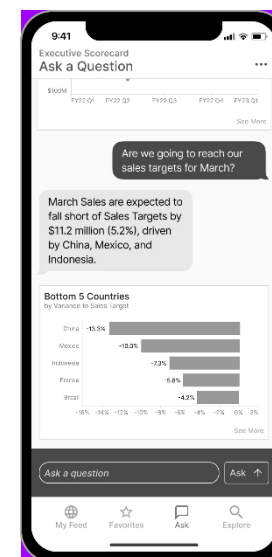 9:41
Executive Scorecard
Ask a Question
$100M
FY22 Q1 FY22 Q2 FY22 Q3 FY22 Q4 FY23 Q1
See More
Are we going to reach our
sales targets for March?
March Sales are expected to
fall short of Sales Targets by
$11.2 million (5.2%), driven
by China, Mexico, and
Indonesia.
Bottom 5 Countries
by Variance to Sales Target
China -13.3%
Mexico -10.0%
Indonesia -7.3%
France -5.8%
Brazil -4.2%
-16% -14% -12% -10% -8% -6% -4% -2% 0% 2%
See More
Ask a question
Ask
My Feed Favorites Ask Explore